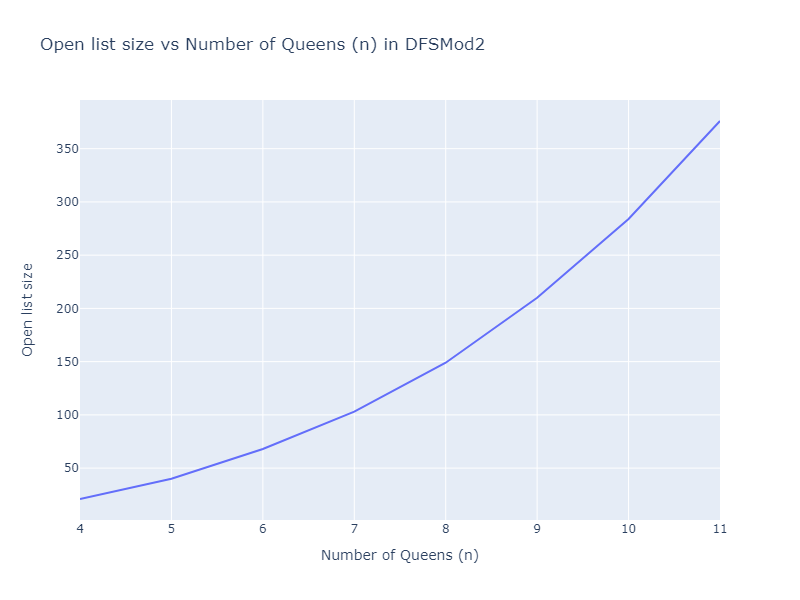 Open list size vs Number of Queens (n) in DFSMod2
350
300
250
200
150
100
50
Open list size
4 5 6 7 8 9 10 11
Number of Queens (n)